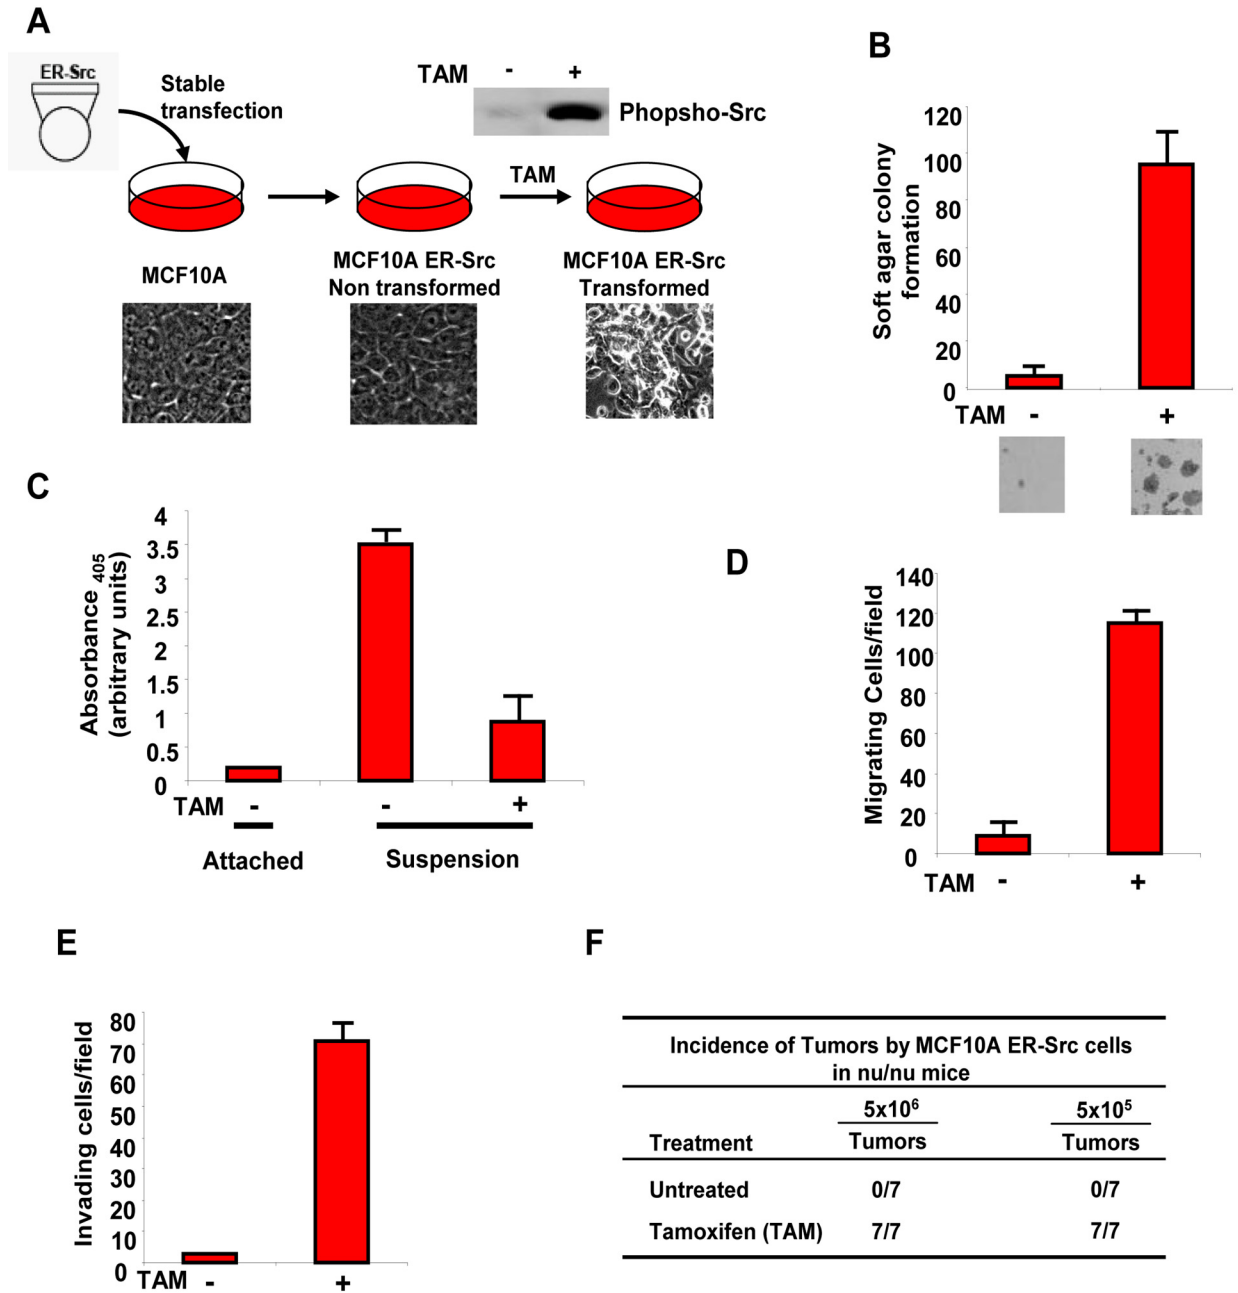 A
ER-Src
Stable
transfection
TAM - +
Phopsho-Src
TAM
MCF10A
MCF10A ER-Src
Non transformed
MCF10A ER-Src
Transformed
B
Soft agar colony
formation
120
100
80
60
40
20
0
TAM - +
C
Absorbance 405
(arbitrary units)
4
3.5
3
2.5
2
1.5
1
0.5
0
TAM - - +
Attached Suspension
D
Migrating Cells/field
140
120
100
80
60
40
20
0
TAM - +
E
Invading cells/field
80
70
60
50
40
30
20
10
0
TAM - +
F
Incidence of Tumors by MCF10A ER-Src cells
in nu/nu mice
5x10⁶ 5x10⁵
Treatment Tumors Tumors
Untreated 0/7 0/7
Tamoxifen (TAM) 7/7 7/7